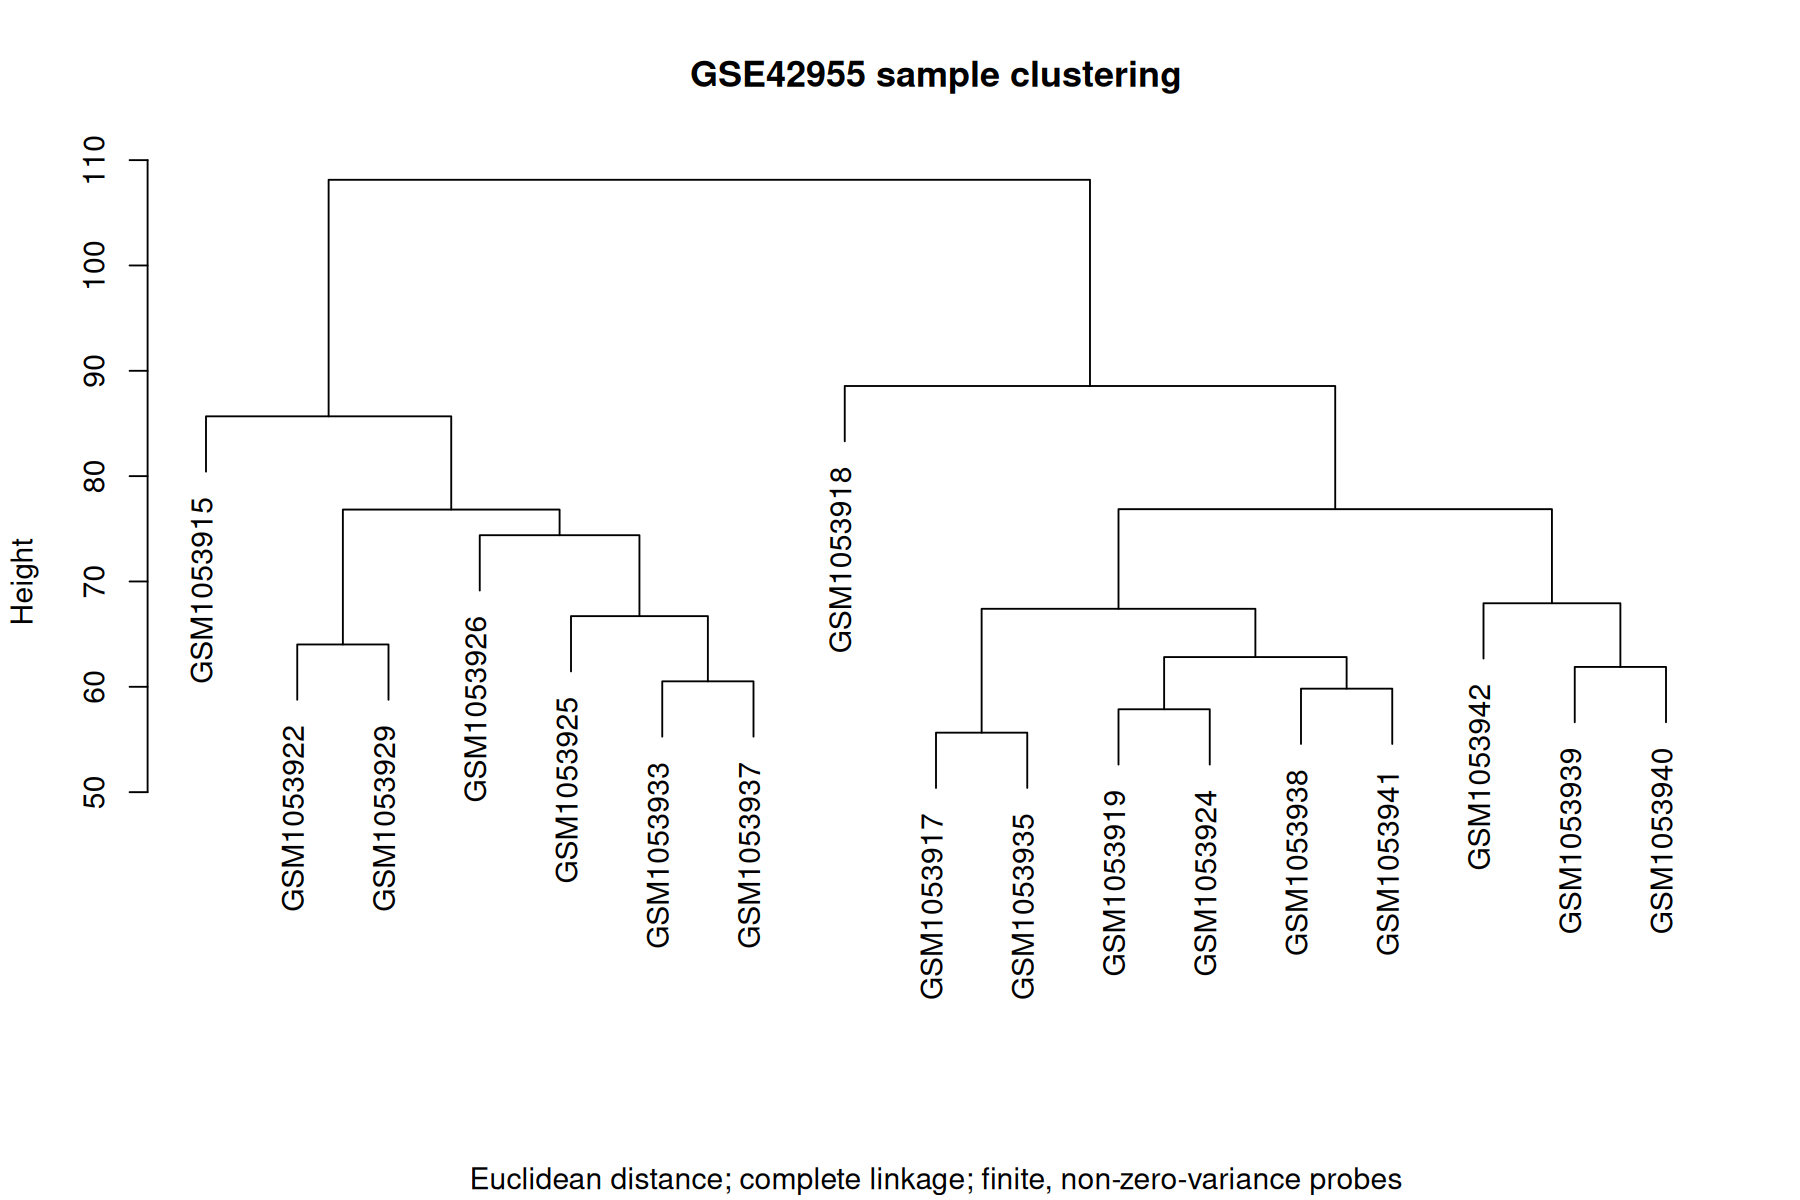 GSE42955 sample clustering
Height
110
100
90
80
70
60
50
GSM1053915
GSM1053922
GSM1053929
GSM1053926
GSM1053925
GSM1053933
GSM1053937
GSM1053918
GSM1053917
GSM1053935
GSM1053919
GSM1053924
GSM1053938
GSM1053941
GSM1053942
GSM1053939
GSM1053940
Euclidean distance; complete linkage; finite, non-zero-variance probes